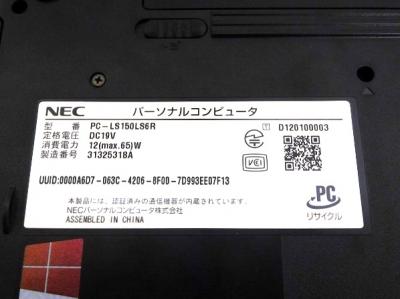 NEC パーソナルコンピュータ
型 番 PC-LS150LS6R
定格電圧 DC19V
消費電力 12(max.65)W
製造番号 31325318A
T D120100003
VCCI
UUID:0000A6D7-063C-4206-8F00-7D993EE07F13
本製品には、認証済みの通信機器が内蔵されています。
NECパーソナルコンピュータ株式会社
ASSEMBLED IN CHINA
PC
リサイクル